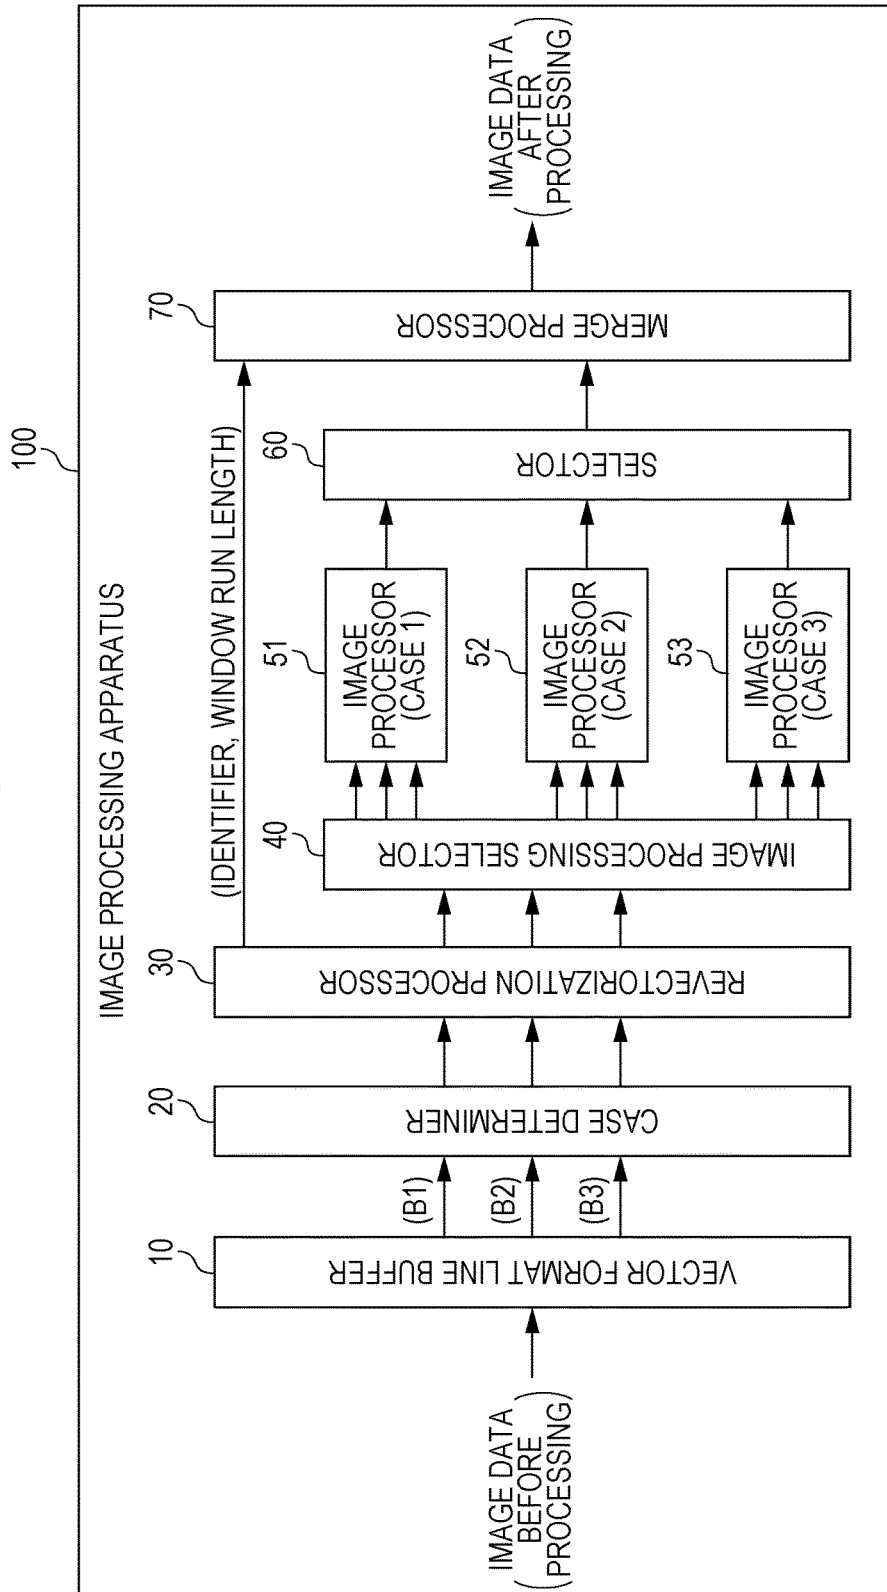 100
IMAGE PROCESSING APPARATUS
IMAGE DATA
BEFORE
PROCESSING
10
VECTOR FORMAT LINE BUFFER
(B1)
(B2)
(B3)
20
CASE DETERMINER
30
REVECTORIZATION PROCESSOR
(IDENTIFIER, WINDOW RUN LENGTH)
40
IMAGE PROCESSING SELECTOR
51
IMAGE
PROCESSOR
(CASE 1)
52
IMAGE
PROCESSOR
(CASE 2)
53
IMAGE
PROCESSOR
(CASE 3)
60
SELECTOR
70
MERGE PROCESSOR
IMAGE DATA
AFTER
PROCESSING